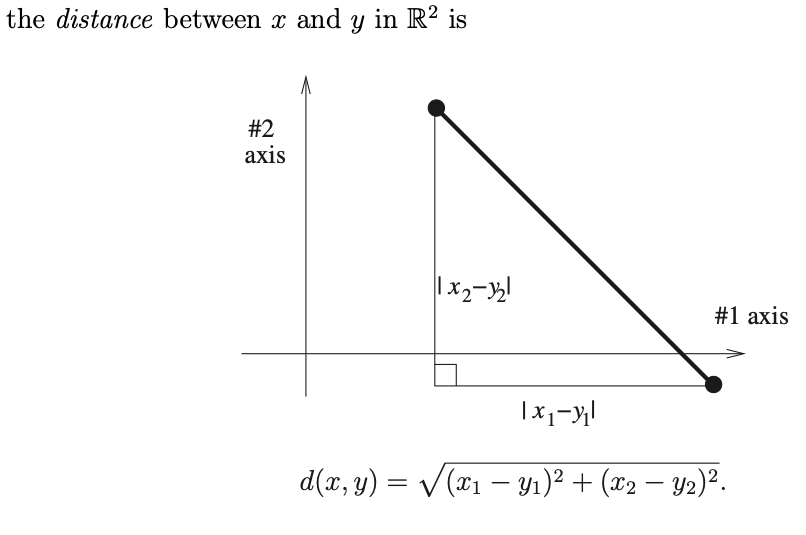 the distance between x and y in ℝ² is
#2
axis
|x₂−y₂|
#1 axis
|x₁−y₁|
d(x, y) = √(x₁ − y₁)² + (x₂ − y₂)².